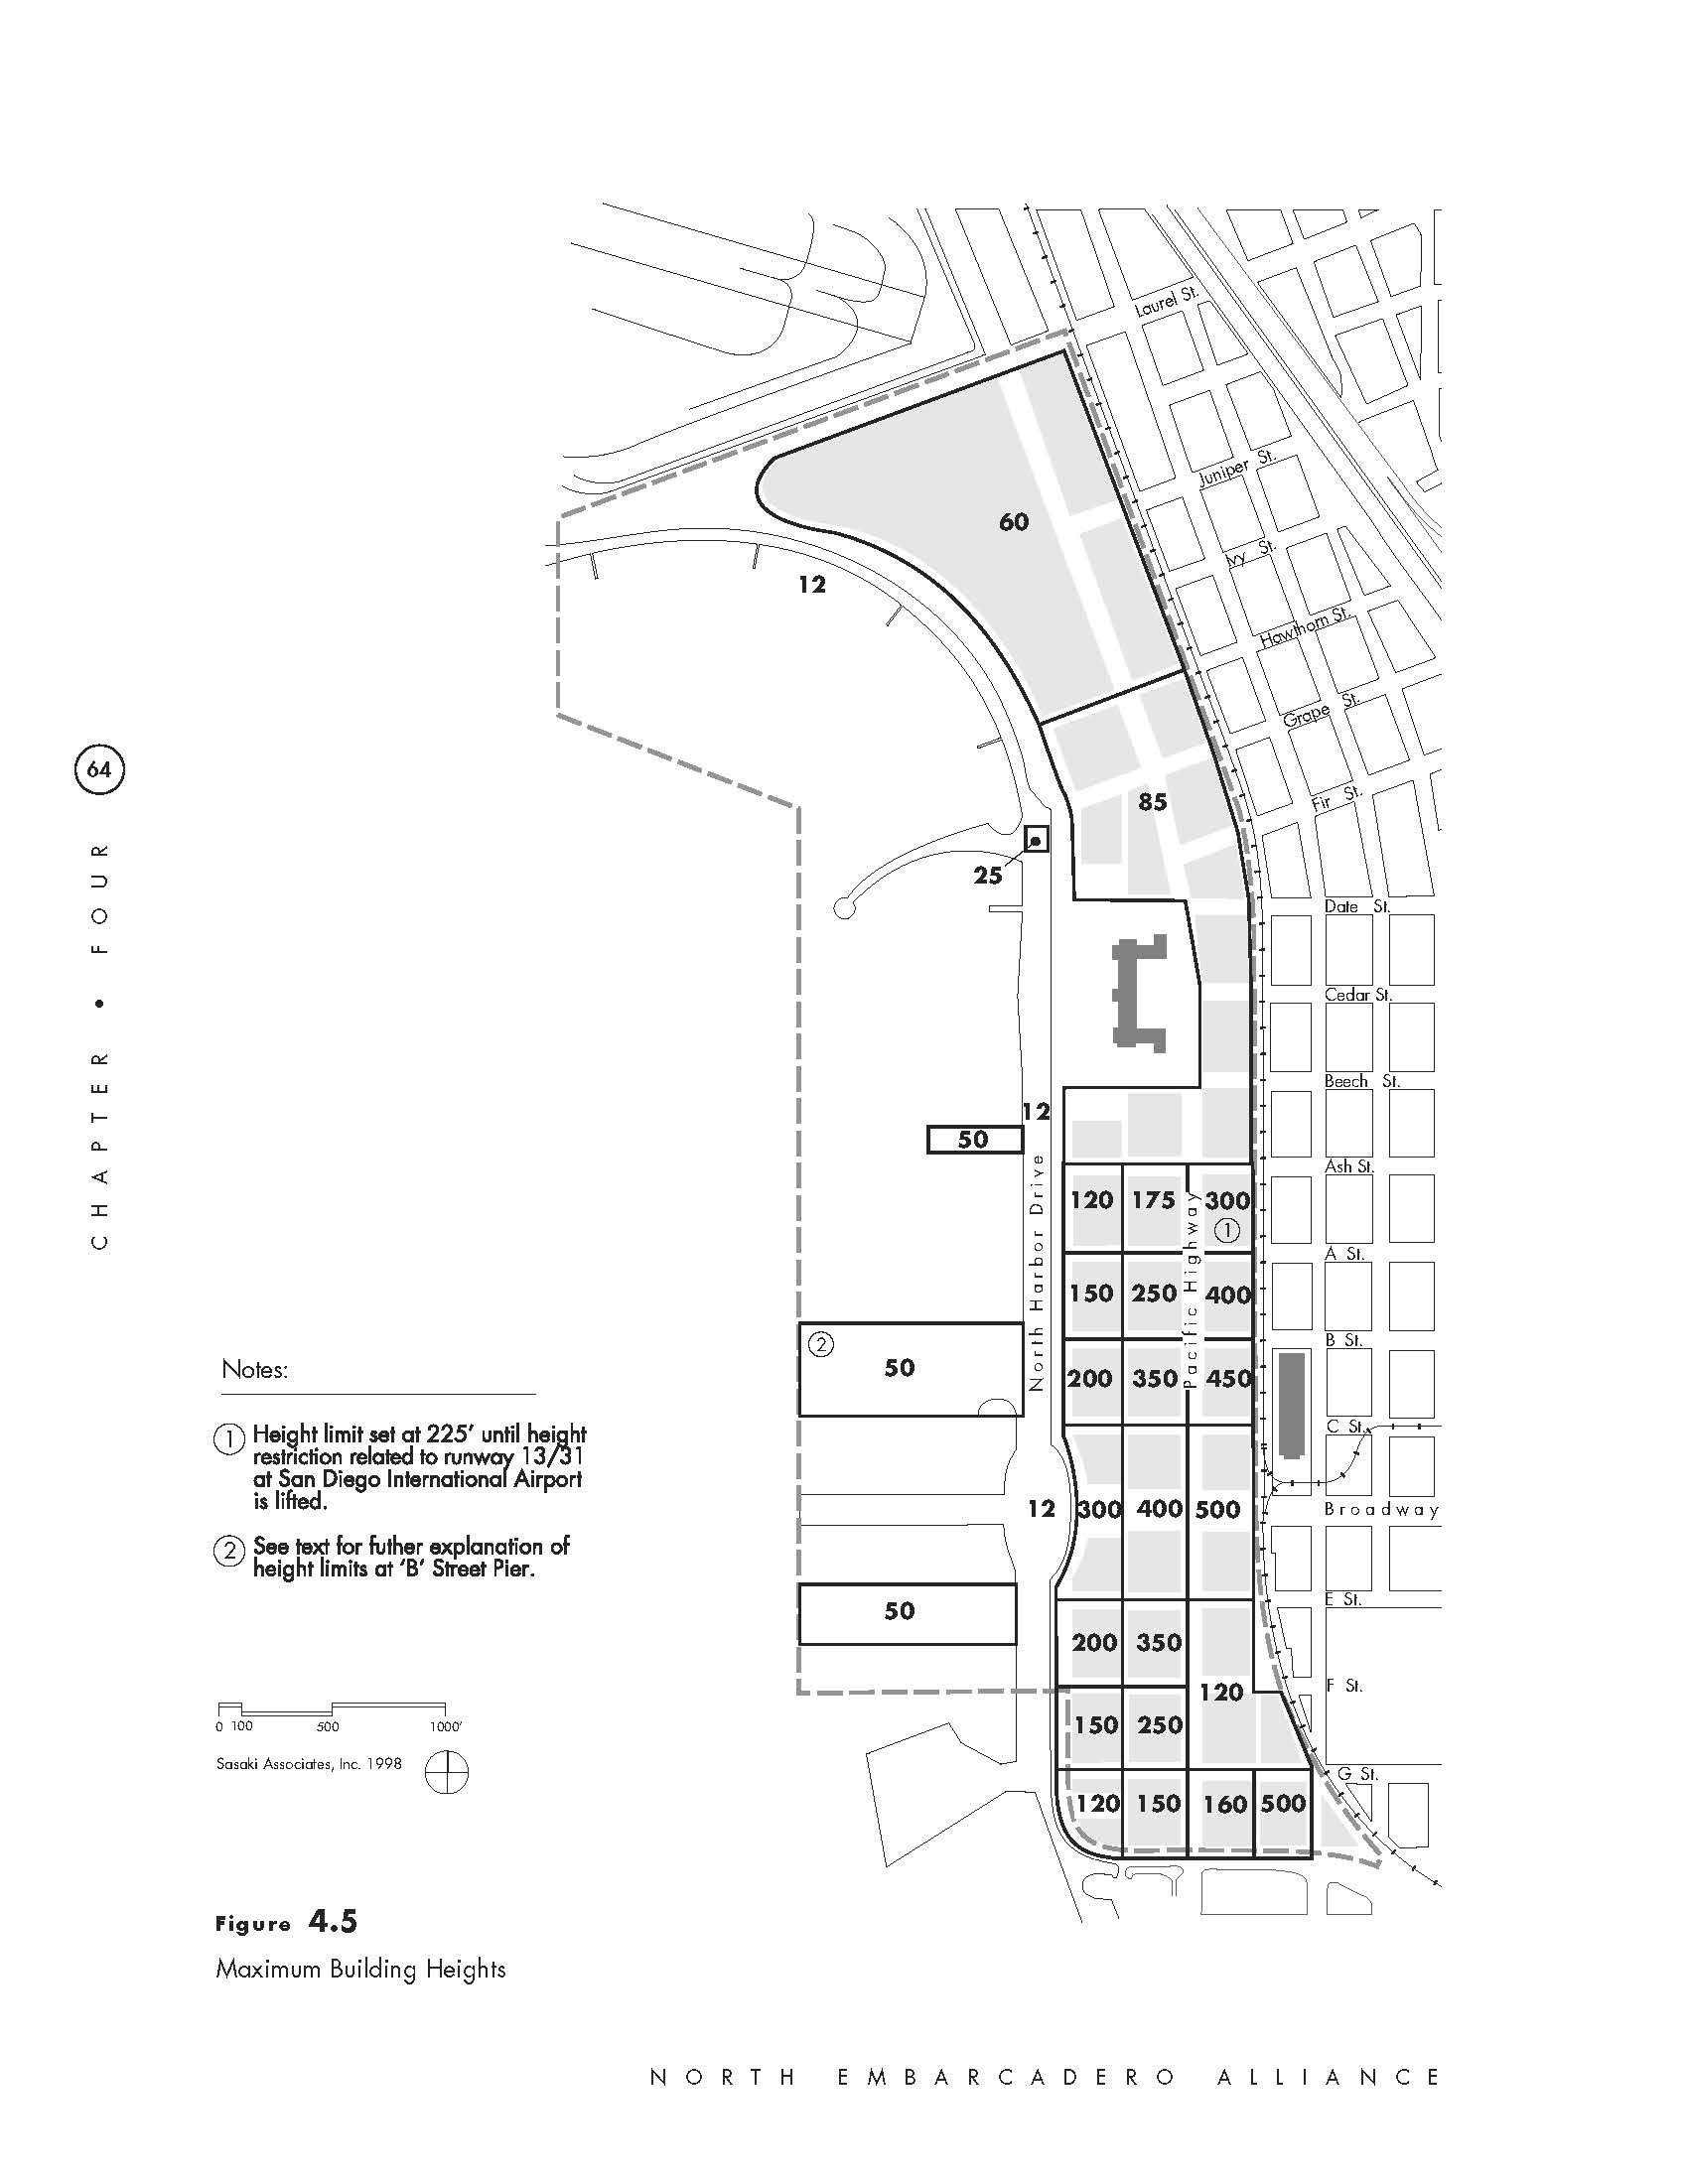 Laurel St.
Juniper St.
60
Ivy St.
12
Hawthorn St.
Grape St.
64
85
Fir St.
CHAPTER • FOUR
25
Date St.
Cedar St.
Beech St.
12
50
Ash St.
120 175 300
1
North Harbor Drive
Pacific Highway
A St.
150 250 400
B St.
2
50
200 350 450
C St.
Notes:
1 Height limit set at 225' until height
restriction related to runway 13/31
at San Diego International Airport
is lifted.
12 300 400 500
Broadway
2 See text for futher explanation of
height limits at 'B' Street Pier.
E St.
50
200 350
F St.
120
150 250
0 100 500 1000'
Sasaki Associates, Inc. 1998
G St.
120 150 160 500
Figure 4.5
Maximum Building Heights
NORTH EMBARCADERO ALLIANCE